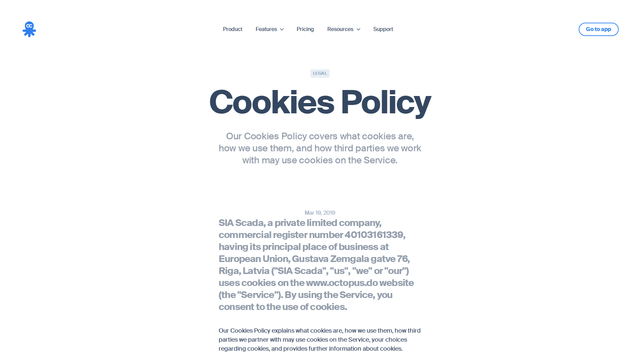 Product
Features
Pricing
Resources
Support
Go to app
LEGAL
Cookies Policy
Our Cookies Policy covers what cookies are,
how we use them, and how third parties we work
with may use cookies on the Service.
Mar 19, 2019
SIA Scada, a private limited company,
commercial register number 40103161339,
having its principal place of business at
European Union, Gustava Zemgala gatve 76,
Riga, Latvia ("SIA Scada", "us", "we" or "our")
uses cookies on the www.octopus.do website
(the "Service"). By using the Service, you
consent to the use of cookies.
Our Cookies Policy explains what cookies are, how we use them, how third
parties we partner with may use cookies on the Service, your choices
regarding cookies, and provides further information about cookies.